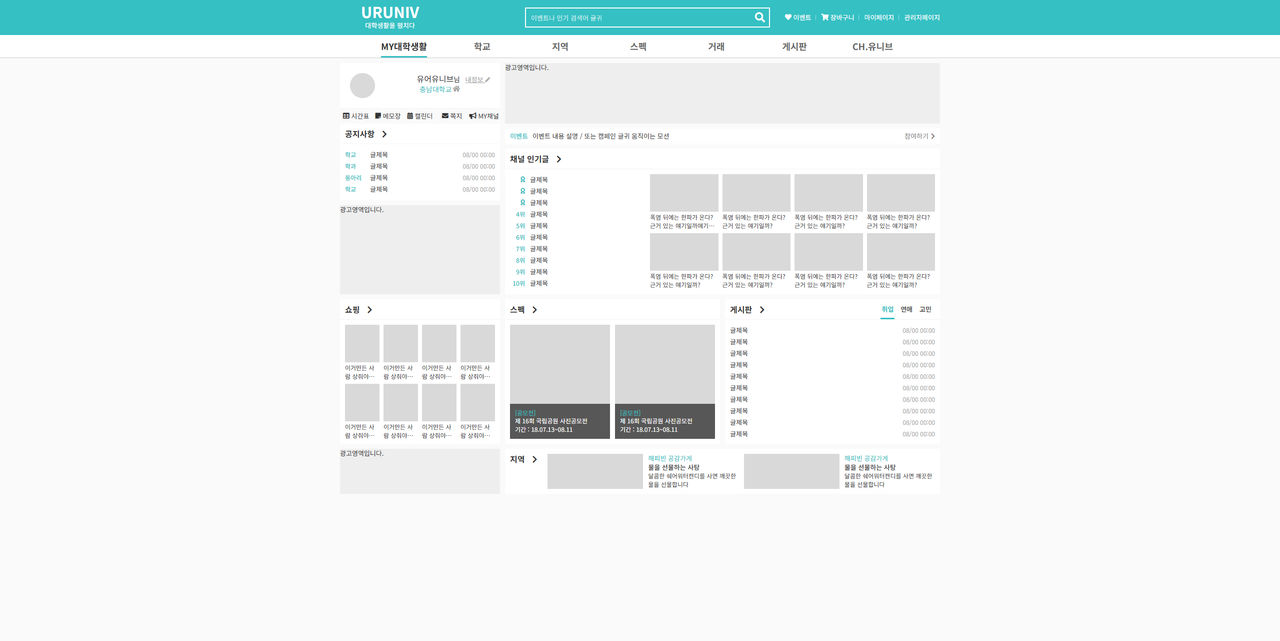 URUNIV
대학생활을 펼치다
이벤트나 인기 검색어 글귀
이벤트 | 장바구니 | 마이페이지 | 관리자페이지
MY대학생활 학교 지역 스펙 거래 게시판 CH.유니브
유어유니브님 내정보
충남대학교
시간표 메모장 캘린더 쪽지 MY채널
공지사항
학교 글제목 08/00 00:00
학과 글제목 08/00 00:00
동아리 글제목 08/00 00:00
학교 글제목 08/00 00:00
광고영역입니다.
광고영역입니다.
이벤트 이벤트 내용 설명 / 또는 캠페인 글귀 움직이는 모션 참여하기
채널 인기글
글제목
글제목
글제목
4위 글제목
5위 글제목
6위 글제목
7위 글제목
8위 글제목
9위 글제목
10위 글제목
폭염 뒤에는 한파가 온다? 폭염 뒤에는 한파가 온다? 폭염 뒤에는 한파가 온다? 폭염 뒤에는 한파가 온다?
근거 있는 얘기일까얘기… 근거 있는 얘기일까? 근거 있는 얘기일까? 근거 있는 얘기일까?
폭염 뒤에는 한파가 온다? 폭염 뒤에는 한파가 온다? 폭염 뒤에는 한파가 온다? 폭염 뒤에는 한파가 온다?
근거 있는 얘기일까? 근거 있는 얘기일까? 근거 있는 얘기일까? 근거 있는 얘기일까?
쇼핑
이거만든 사 이거만든 사 이거만든 사 이거만든 사
람 상줘야… 람 상줘야… 람 상줘야… 람 상줘야…
이거만든 사 이거만든 사 이거만든 사 이거만든 사
람 상줘야… 람 상줘야… 람 상줘야… 람 상줘야…
스펙
[공모전] [공모전]
제 16회 국립공원 사진공모전 제 16회 국립공원 사진공모전
기간 : 18.07.13~08.11 기간 : 18.07.13~08.11
게시판 취업 연애 고민
글제목 08/00 00:00
글제목 08/00 00:00
글제목 08/00 00:00
글제목 08/00 00:00
글제목 08/00 00:00
글제목 08/00 00:00
글제목 08/00 00:00
글제목 08/00 00:00
글제목 08/00 00:00
글제목 08/00 00:00
광고영역입니다.
지역
해피빈 공감가게
물을 선물하는 사탕
달콤한 쉐어워터캔디를 사면 깨끗한
물을 선물합니다
해피빈 공감가게
물을 선물하는 사탕
달콤한 쉐어워터캔디를 사면 깨끗한
물을 선물합니다